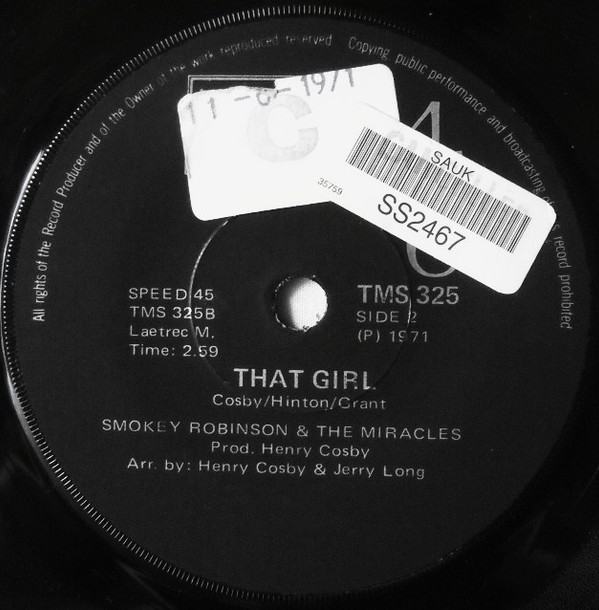 All rights of the Record Producer and of the Owner of the work reproduced reserved Copying, public performance and broadcasting of this record prohibited
1971
C
SAUK
35759
SS2467
SPEED 45
TMS 325B
Laetrec M.
Time: 2.59
TMS 325
SIDE 2
(P) 1971
THAT GIRL
Cosby/Hinton/Grant
SMOKEY ROBINSON & THE MIRACLES
Prod. Henry Cosby
Arr. by: Henry Cosby & Jerry Long